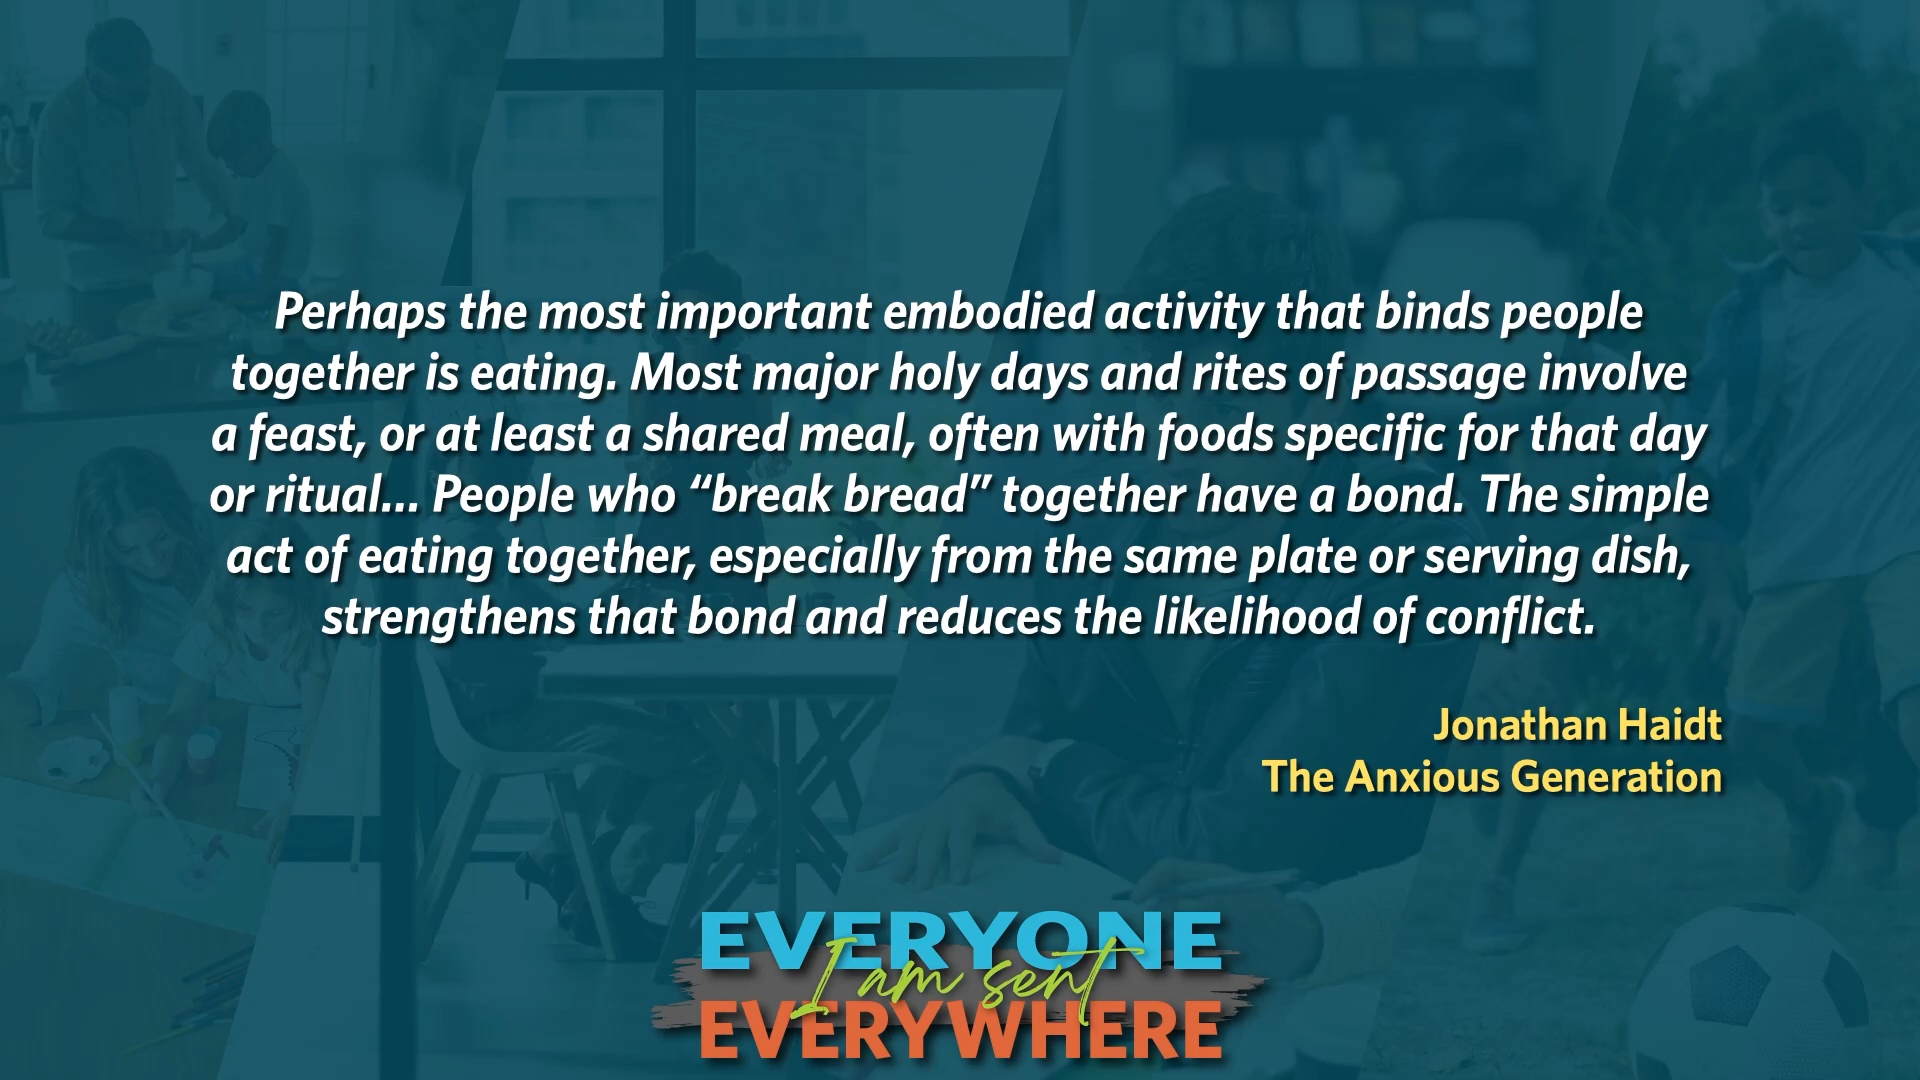 Perhaps the most important embodied activity that binds people
together is eating. Most major holy days and rites of passage involve
a feast, or at least a shared meal, often with foods specific for that day
or ritual... People who “break bread” together have a bond. The simple
act of eating together, especially from the same plate or serving dish,
strengthens that bond and reduces the likelihood of conflict.
Jonathan Haidt
The Anxious Generation
EVERYONE
I am sent
EVERYWHERE